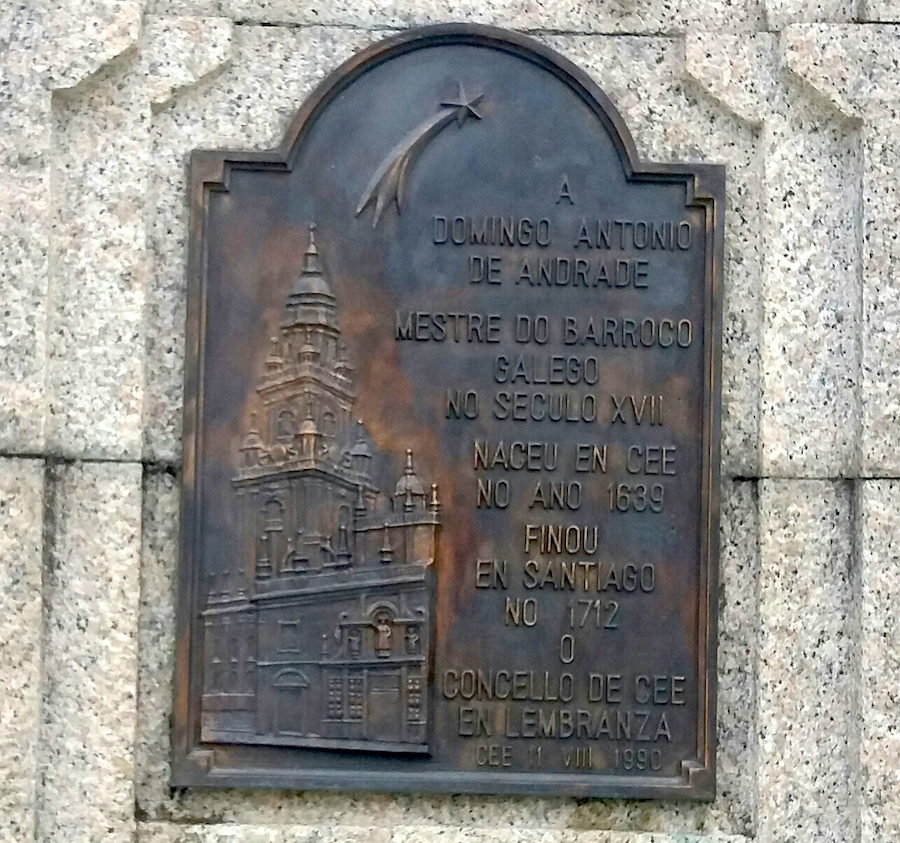 A
DOMINGO ANTONIO
DE ANDRADE
MESTRE DO BARROCO
GALEGO
NO SECULO XVII
NACEU EN CEE
NO ANO 1639
FINOU
EN SANTIAGO
NO 1712
O
CONCELLO DE CEE
EN LEMBRANZA
CEE 11 VIII 1990